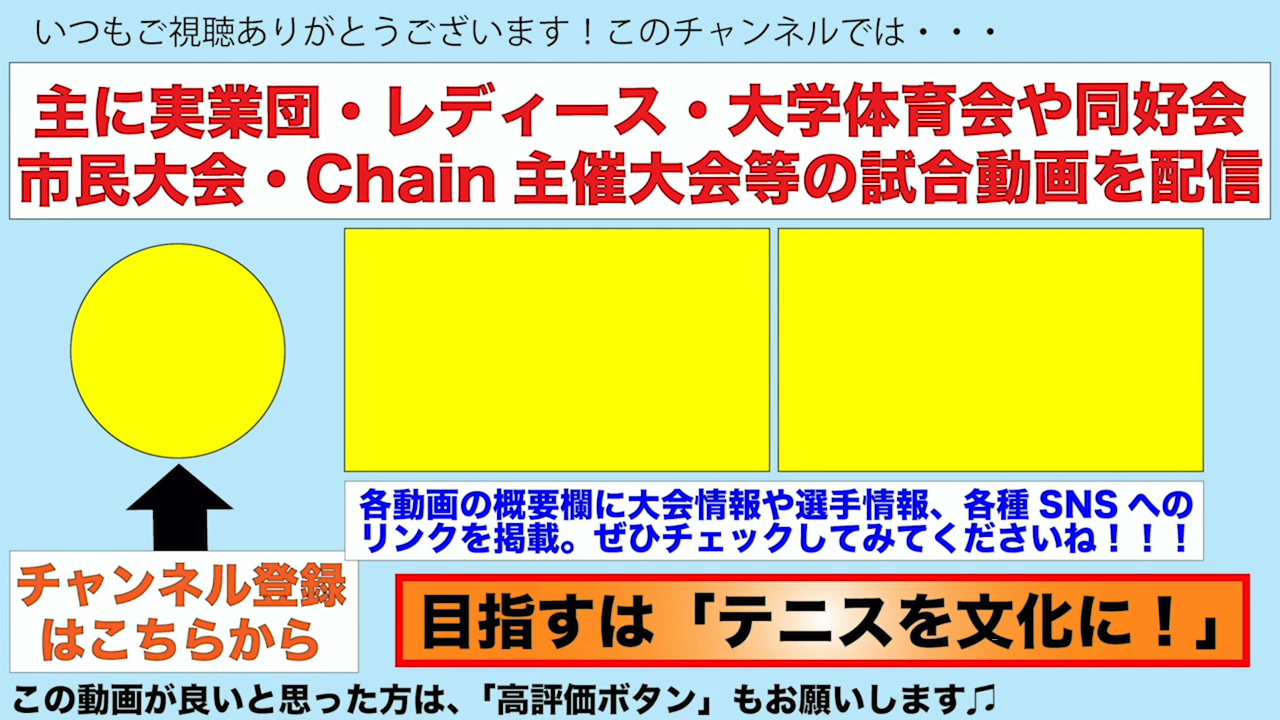 いつもご視聴ありがとうございます！このチャンネルでは・・・
主に実業団・レディース・大学体育会や同好会
市民大会・Chain 主催大会等の試合動画を配信
各動画の概要欄に大会情報や選手情報、各種 SNS への
リンクを掲載。ぜひチェックしてみてくださいね！！！
チャンネル登録
はこちらから
目指すは「テニスを文化に！」
この動画が良いと思った方は、「高評価ボタン」もお願いします♫